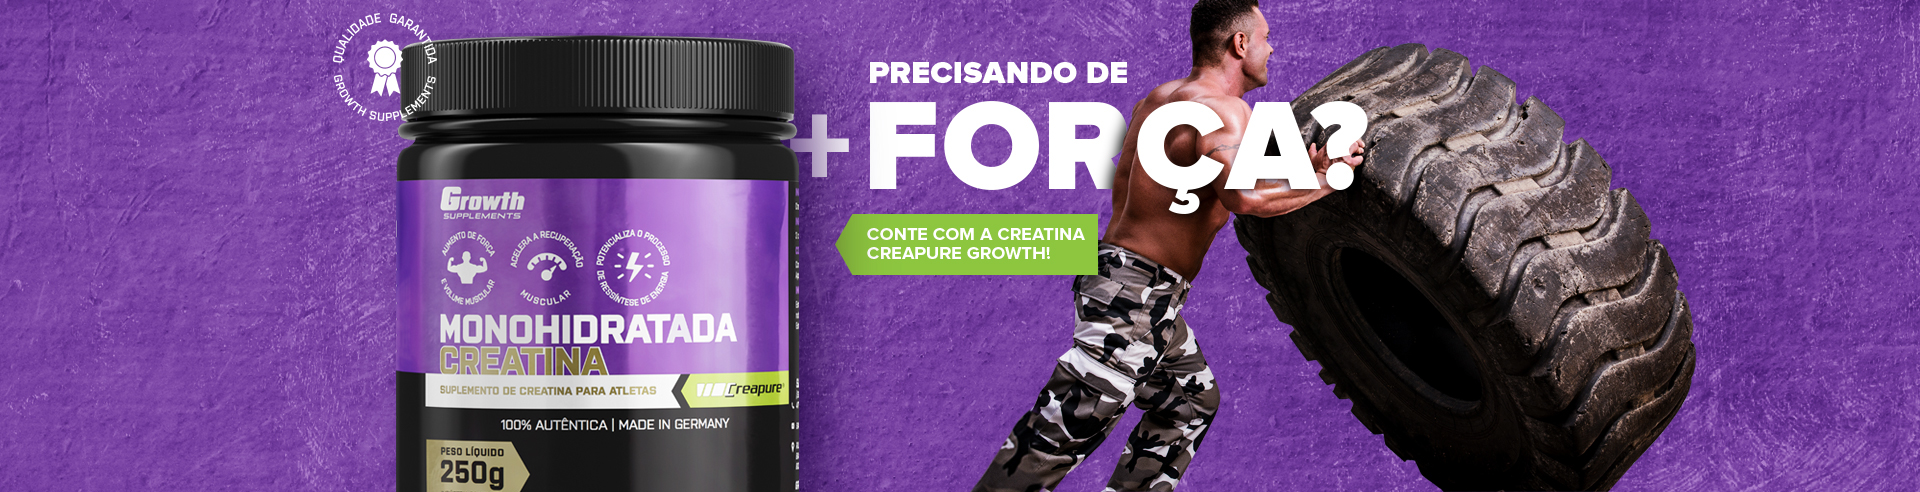 QUALIDADE GARANTIDA
GROWTH SUPPLEMENTS
PRECISANDO DE
+ FORÇA?
CONTE COM A CREATINA
CREAPURE GROWTH!
Growth
SUPPLEMENTS
AUMENTO DE FORÇA
E VOLUME MUSCULAR
ACELERA A RECUPERAÇÃO
MUSCULAR
POTENCIALIZA O PROCESSO
DE RESSÍNTESE DE ENERGIA
MONOHIDRATADA
CREATINA
SUPLEMENTO DE CREATINA PARA ATLETAS
Creapure®
100% AUTÊNTICA | MADE IN GERMANY
PESO LÍQUIDO
250g